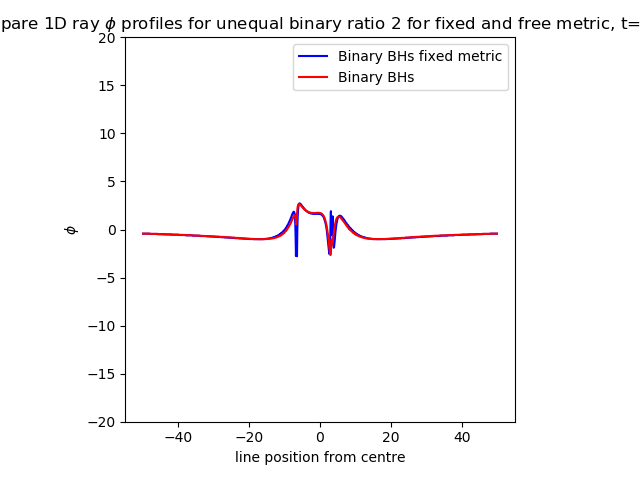 pare 1D ray ϕ profiles for unequal binary ratio 2 for fixed and free metric, t=
20
15
10
5
0
−5
−10
−15
−20
ϕ
Binary BHs fixed metric
Binary BHs
−40 −20 0 20 40
line position from centre